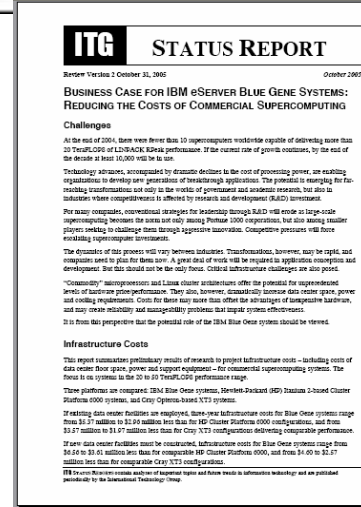 ITG STATUS REPORT
Review Version 2 October 31, 2005 October 2005
BUSINESS CASE FOR IBM eSERVER BLUE GENE SYSTEMS:
REDUCING THE COSTS OF COMMERCIAL SUPERCOMPUTING
Challenges
At the end of 2004, there were fewer than 10 supercomputers worldwide capable of delivering more than
20 TeraFLOPS of LINPACK RPeak performance. If the current rate of growth continues, by the end of
the decade at least 10,000 will be in use.
Technology advances, accompanied by dramatic declines in the cost of processing power, are enabling
organizations to develop new generations of breakthrough applications. The potential is emerging for far-
reaching transformations not only in the worlds of government and academic research, but also in
industries where competitiveness is affected by research and development (R&D) investment.
For many companies, conventional strategies for leadership through R&D will erode as large-scale
supercomputing becomes the norm not only among Fortune 1000 corporations, but also among smaller
players seeking to challenge them through aggressive innovation. Competitive pressures will force
escalating supercomputer investments.
The dynamics of this process will vary between industries. Transformations, however, may be rapid, and
companies need to plan for them now. A great deal of work will be required in application conception and
development. But this should not be the only focus. Critical infrastructure challenges are also posed.
"Commodity" microprocessors and Linux cluster architectures offer the potential for unprecedented
levels of hardware price/performance. They also, however, dramatically increase data center space, power
and cooling requirements. Costs for these may more than offset the advantages of inexpensive hardware,
and may create reliability and manageability problems that impair system effectiveness.
It is from this perspective that the potential role of the IBM Blue Gene system should be viewed.
Infrastructure Costs
This report summarizes preliminary results of research to project infrastructure costs – including costs of
data center floor space, power and support equipment – for commercial supercomputing systems. The
focus is on systems in the 20 to 50 TeraFLOPS performance range.
Three platforms are compared: IBM Blue Gene systems, Hewlett-Packard (HP) Itanium 2-based Cluster
Platform 6000 systems, and Cray Opteron-based XT3 systems.
If existing data center facilities are employed, three-year infrastructure costs for Blue Gene systems range
from $5.37 million to $2.96 million less than for HP Cluster Platform 6000 configurations, and from
$3.57 million to $1.97 million less than for Cray XT3 configurations delivering comparable performance.
If new data center facilities must be constructed, infrastructure costs for Blue Gene systems range from
$6.56 to $3.61 million less than for comparable HP Cluster Platform 6000, and from $4.60 to $2.57
million less than for comparable Cray XT3 configurations.
ITG STATUS REPORTS contain analyses of important topics and future trends in information technology and are published
periodically by the International Technology Group.